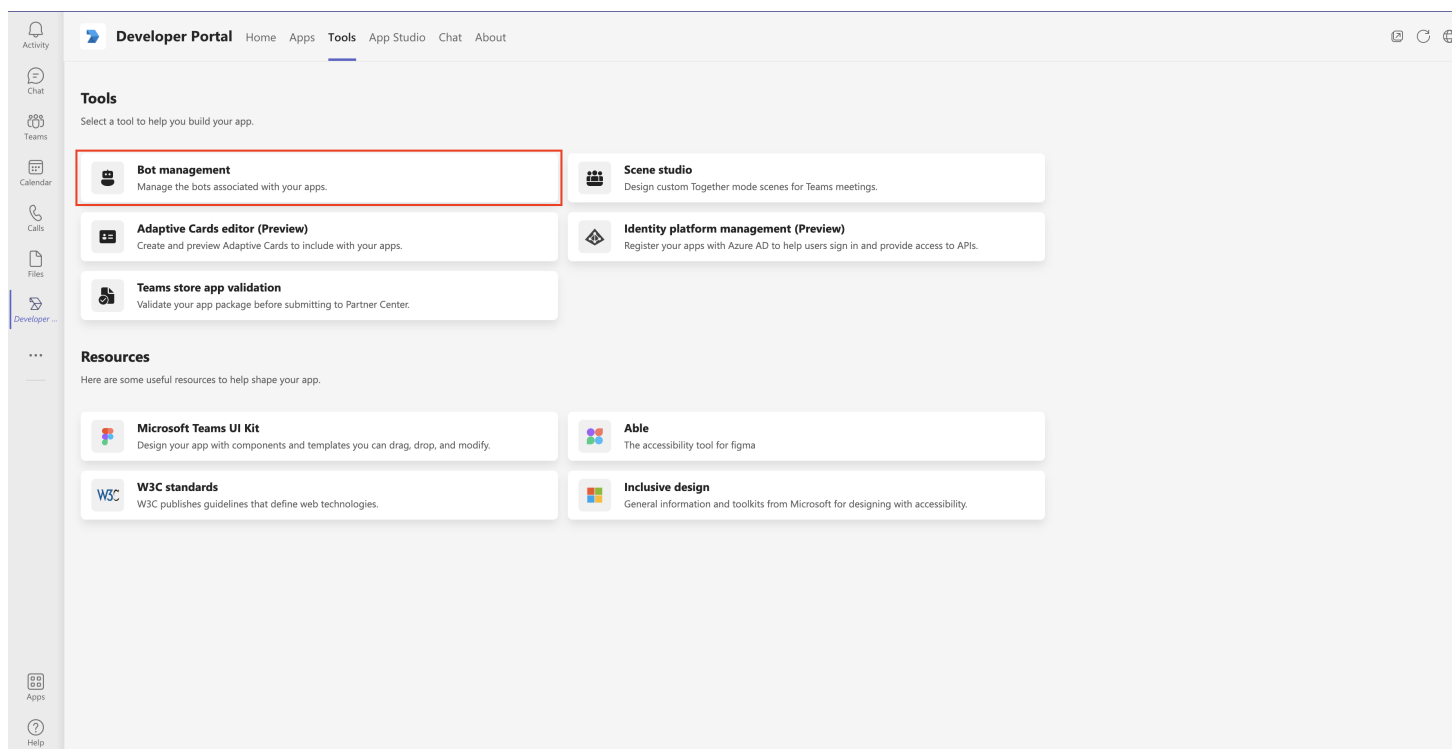 Activity
Chat
Teams
Calendar
Calls
Files
Developer ...
Apps
Help
Developer Portal Home Apps Tools App Studio Chat About
Tools
Select a tool to help you build your app.
Bot management
Manage the bots associated with your apps.
Scene studio
Design custom Together mode scenes for Teams meetings.
Adaptive Cards editor (Preview)
Create and preview Adaptive Cards to include with your apps.
Identity platform management (Preview)
Register your apps with Azure AD to help users sign in and provide access to APIs.
Teams store app validation
Validate your app package before submitting to Partner Center.
Resources
Here are some useful resources to help shape your app.
Microsoft Teams UI Kit
Design your app with components and templates you can drag, drop, and modify.
Able
The accessibility tool for figma
W3C
W3C standards
W3C publishes guidelines that define web technologies.
Inclusive design
General information and toolkits from Microsoft for designing with accessibility.